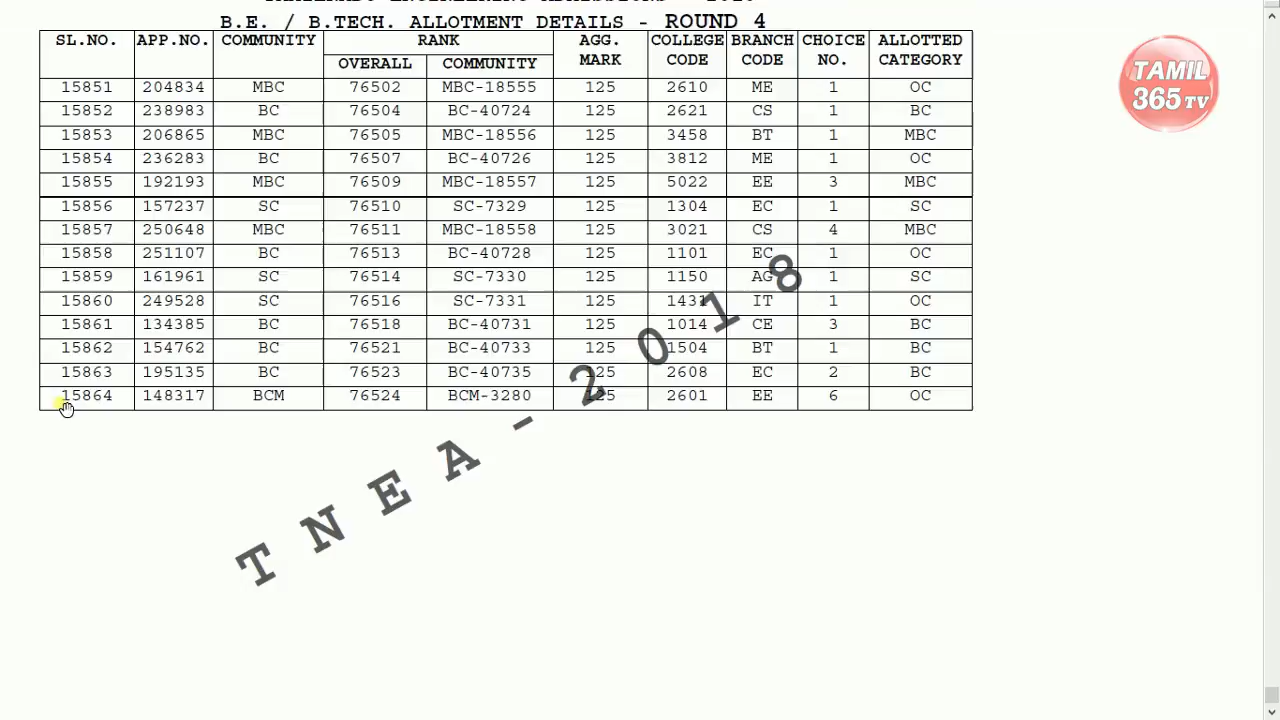 B.E. / B.TECH. ALLOTMENT DETAILS - ROUND 4
SL.NO. APP.NO. COMMUNITY RANK AGG. MARK COLLEGE CODE BRANCH CODE CHOICE NO. ALLOTTED CATEGORY
OVERALL COMMUNITY
15851 204834 MBC 76502 MBC-18555 125 2610 ME 1 OC
15852 238983 BC 76504 BC-40724 125 2621 CS 1 BC
15853 206865 MBC 76505 MBC-18556 125 3458 BT 1 MBC
15854 236283 BC 76507 BC-40726 125 3812 ME 1 OC
15855 192193 MBC 76509 MBC-18557 125 5022 EE 3 MBC
15856 157237 SC 76510 SC-7329 125 1304 EC 1 SC
15857 250648 MBC 76511 MBC-18558 125 3021 CS 4 MBC
15858 251107 BC 76513 BC-40728 125 1101 EC 1 OC
15859 161961 SC 76514 SC-7330 125 1150 AG 1 SC
15860 249528 SC 76516 SC-7331 125 1431 IT 1 OC
15861 134385 BC 76518 BC-40731 125 1014 CE 3 BC
15862 154762 BC 76521 BC-40733 125 1504 BT 1 BC
15863 195135 BC 76523 BC-40735 125 2608 EC 2 BC
15864 148317 BCM 76524 BCM-3280 125 2601 EE 6 OC
TNEA-2018
TAMIL
365 TV